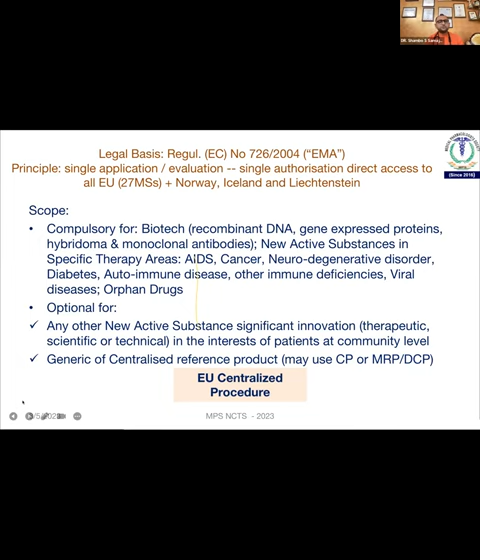 Legal Basis: Regul. (EC) No 726/2004 (“EMA”)
Principle: single application / evaluation -- single authorisation direct access to
all EU (27MSs) + Norway, Iceland and Liechtenstein
(Since 2016)
Scope:
• Compulsory for: Biotech (recombinant DNA, gene expressed proteins,
hybridoma & monoclonal antibodies); New Active Substances in
Specific Therapy Areas: AiDS, Cancer, Neuro-degenerative disorder,
Diabetes, Auto-immune disease, other immune deficiencies, Viral
diseases; Orphan Drugs
• Optional for:
✓ Any other New Active Substance significant innovation (therapeutic,
scientific or technical) in the interests of patients at community level
✓ Generic of Centralised reference product (may use CP or MRP/DCP)
EU Centralized
Procedure
MPS NCTS - 2023